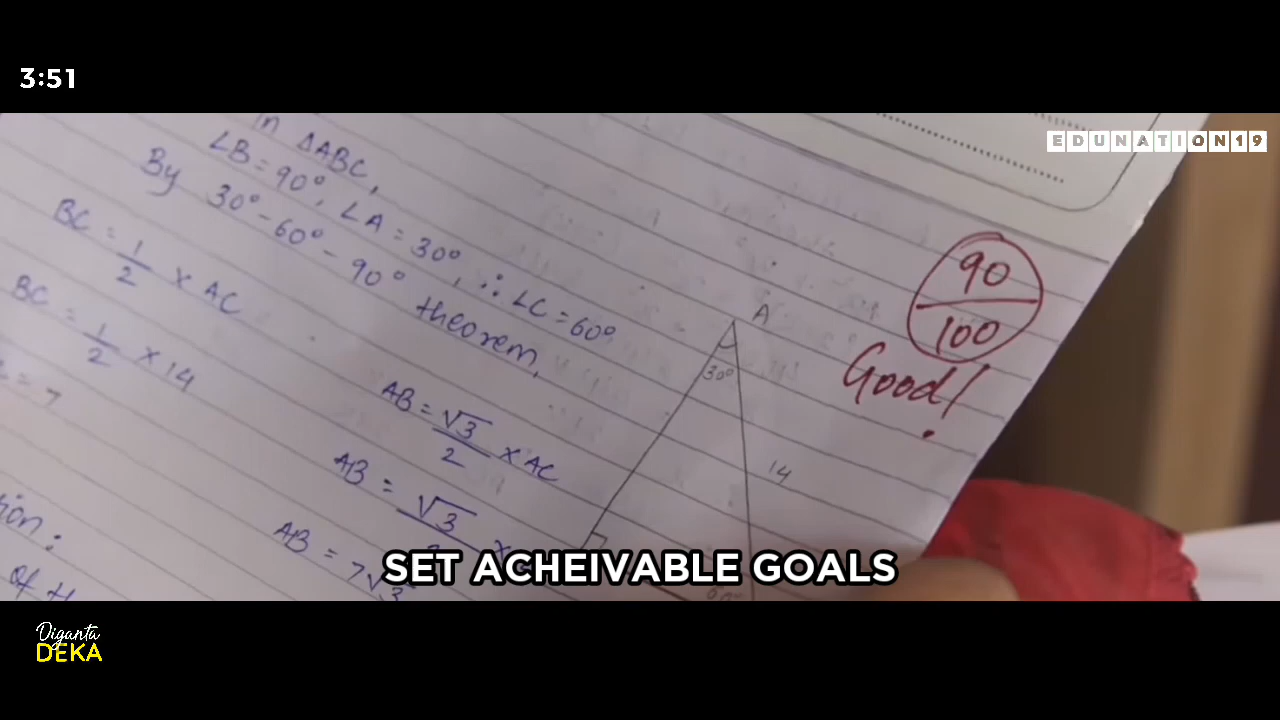 3:51
EDUNATION19
In ΔABC,
∠B = 90°, ∠A = 30°, ∴ ∠C = 60°
By 30° - 60° - 90° theorem,
BC = 1/2 × AC
BC = 1/2 × 14
= 7
AB = √3/2 × AC
AB = √3
AB = 7√3
A
30°
14
90
100
Good!
SET ACHEIVABLE GOALS
of
Diganta
DEKA